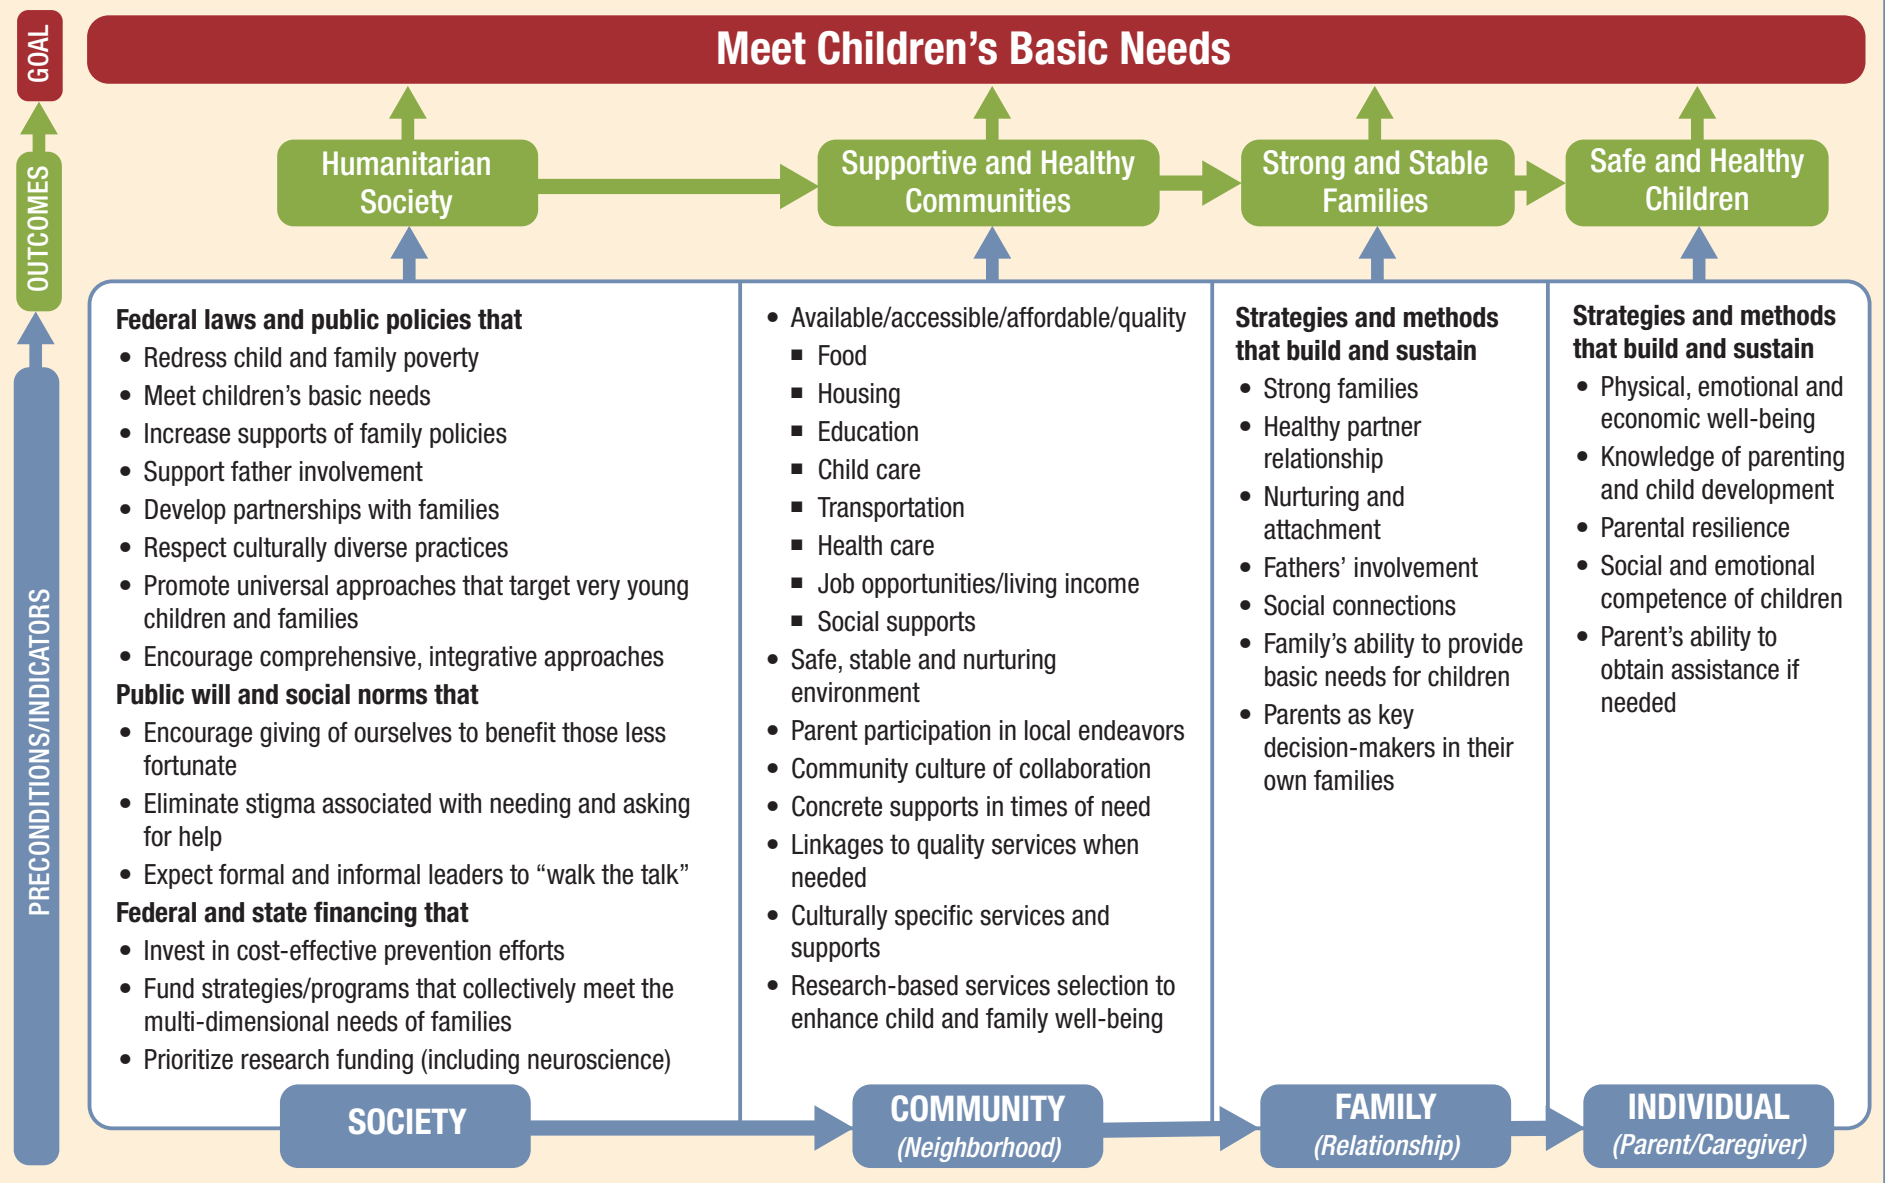 GOAL
Meet Children’s Basic Needs
OUTCOMES
Humanitarian
Society
Supportive and Healthy
Communities
Strong and Stable
Families
Safe and Healthy
Children
PRECONDITIONS/INDICATORS
Federal laws and public policies that
• Redress child and family poverty
• Meet children’s basic needs
• Increase supports of family policies
• Support father involvement
• Develop partnerships with families
• Respect culturally diverse practices
• Promote universal approaches that target very young
children and families
• Encourage comprehensive, integrative approaches
Public will and social norms that
• Encourage giving of ourselves to benefit those less
fortunate
• Eliminate stigma associated with needing and asking
for help
• Expect formal and informal leaders to “walk the talk”
Federal and state financing that
• Invest in cost-effective prevention efforts
• Fund strategies/programs that collectively meet the
multi-dimensional needs of families
• Prioritize research funding (including neuroscience)
SOCIETY
• Available/accessible/affordable/quality
▪ Food
▪ Housing
▪ Education
▪ Child care
▪ Transportation
▪ Health care
▪ Job opportunities/living income
▪ Social supports
• Safe, stable and nurturing
environment
• Parent participation in local endeavors
• Community culture of collaboration
• Concrete supports in times of need
• Linkages to quality services when
needed
• Culturally specific services and
supports
• Research-based services selection to
enhance child and family well-being
COMMUNITY
(Neighborhood)
Strategies and methods
that build and sustain
• Strong families
• Healthy partner
relationship
• Nurturing and
attachment
• Fathers’ involvement
• Social connections
• Family’s ability to provide
basic needs for children
• Parents as key
decision-makers in their
own families
FAMILY
(Relationship)
Strategies and methods
that build and sustain
• Physical, emotional and
economic well-being
• Knowledge of parenting
and child development
• Parental resilience
• Social and emotional
competence of children
• Parent’s ability to
obtain assistance if
needed
INDIVIDUAL
(Parent/Caregiver)